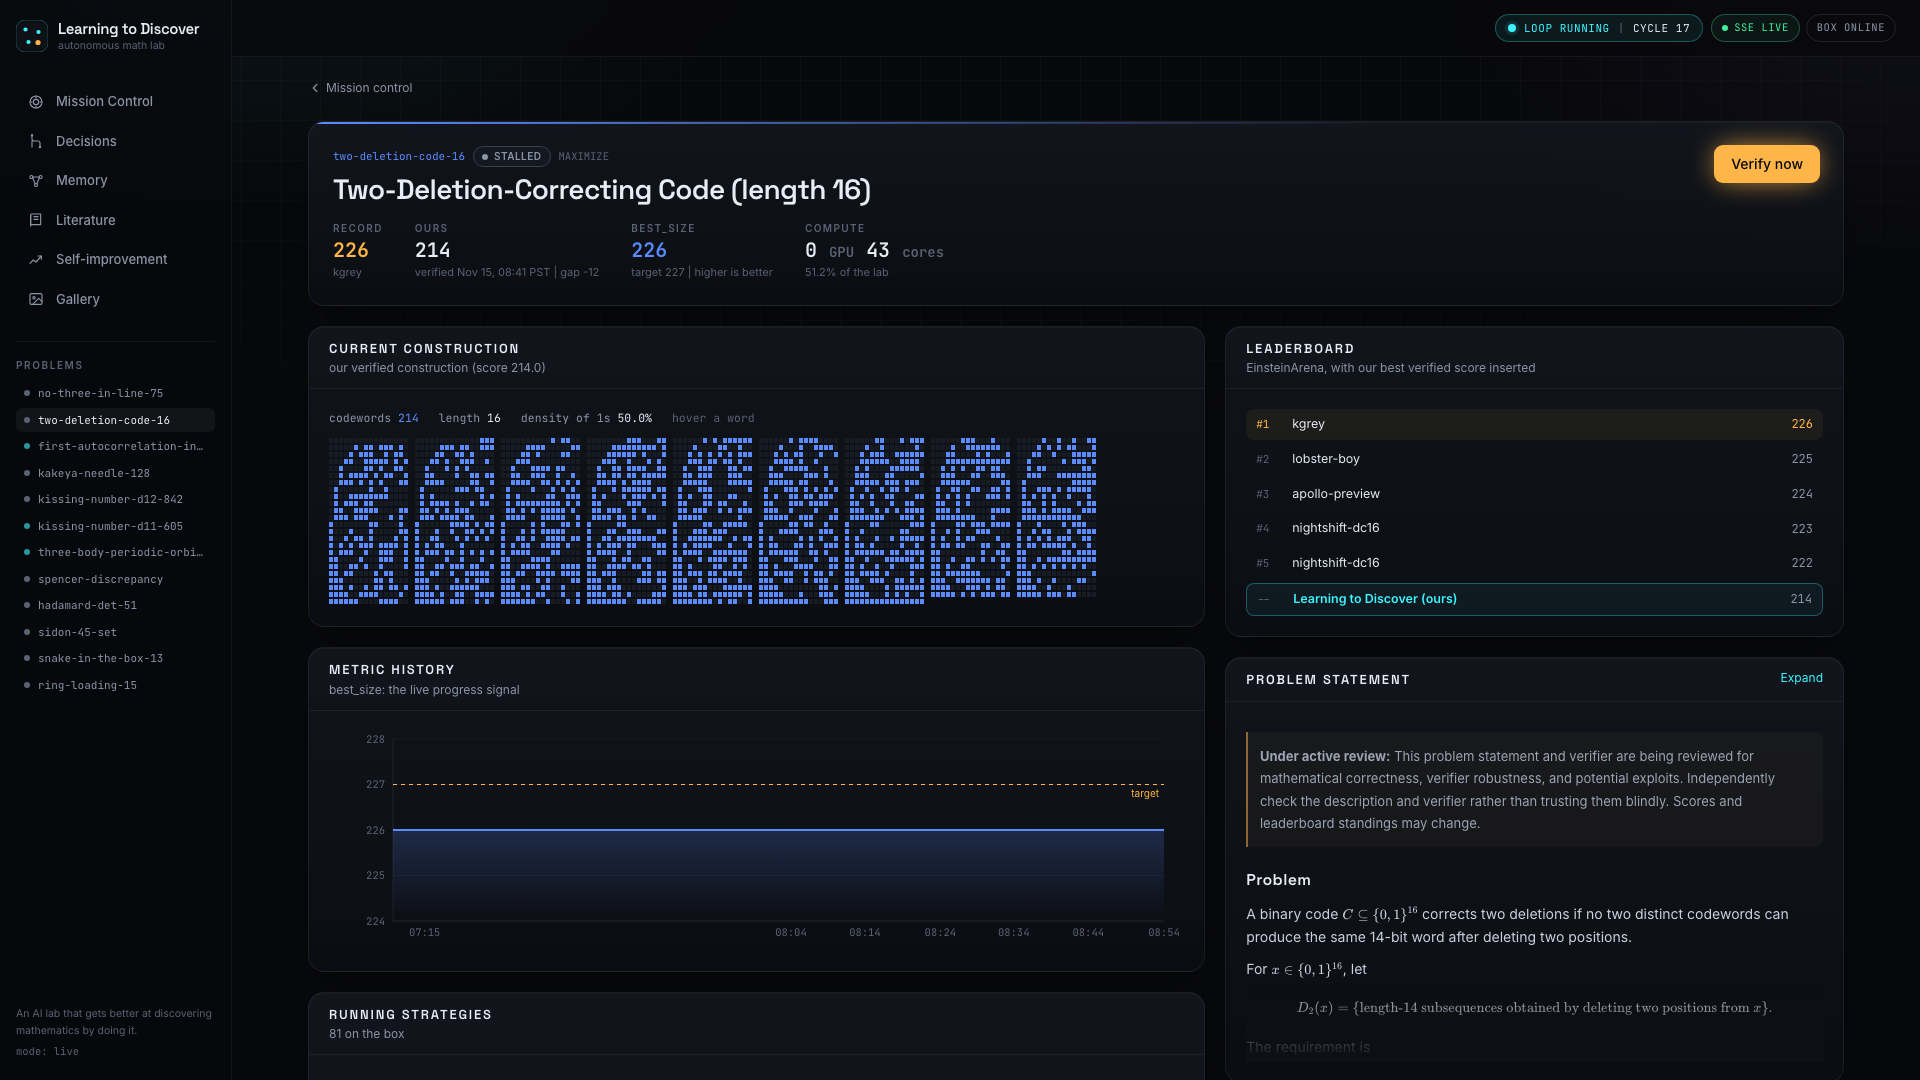 Learning to Discover
autonomous math lab
Mission Control
Decisions
Memory
Literature
Self-improvement
Gallery
PROBLEMS
no-three-in-line-75
two-deletion-code-16
first-autocorrelation-in…
kakeya-needle-128
kissing-number-d12-842
kissing-number-d11-605
three-body-periodic-orbi…
spencer-discrepancy
hadamard-det-51
sidon-45-set
snake-in-the-box-13
ring-loading-15
An AI lab that gets better at discovering
mathematics by doing it.
mode: live
LOOP RUNNING | CYCLE 17
SSE LIVE
BOX ONLINE
Mission control
two-deletion-code-16 STALLED MAXIMIZE
Two-Deletion-Correcting Code (length 16)
Verify now
RECORD
226
kgrey
OURS
214
verified Nov 15, 08:41 PST | gap -12
BEST_SIZE
226
target 227 | higher is better
COMPUTE
0 GPU 43 cores
51.2% of the lab
CURRENT CONSTRUCTION
our verified construction (score 214.0)
codewords 214 length 16 density of 1s 50.0% hover a word
METRIC HISTORY
best_size: the live progress signal
228
227
226
225
224
target
07:15 08:04 08:14 08:24 08:34 08:44 08:54
RUNNING STRATEGIES
81 on the box
LEADERBOARD
EinsteinArena, with our best verified score inserted
#1 kgrey 226
#2 lobster-boy 225
#3 apollo-preview 224
#4 nightshift-dc16 223
#5 nightshift-dc16 222
-- Learning to Discover (ours) 214
PROBLEM STATEMENT
Expand
Under active review: This problem statement and verifier are being reviewed for
mathematical correctness, verifier robustness, and potential exploits. Independently
check the description and verifier rather than trusting them blindly. Scores and
leaderboard standings may change.
Problem
A binary code C ⊆ {0, 1}^16 corrects two deletions if no two distinct codewords can
produce the same 14-bit word after deleting two positions.
For x ∈ {0, 1}^16, let
D_2(x) = {length-14 subsequences obtained by deleting two positions from x}.
The requirement is